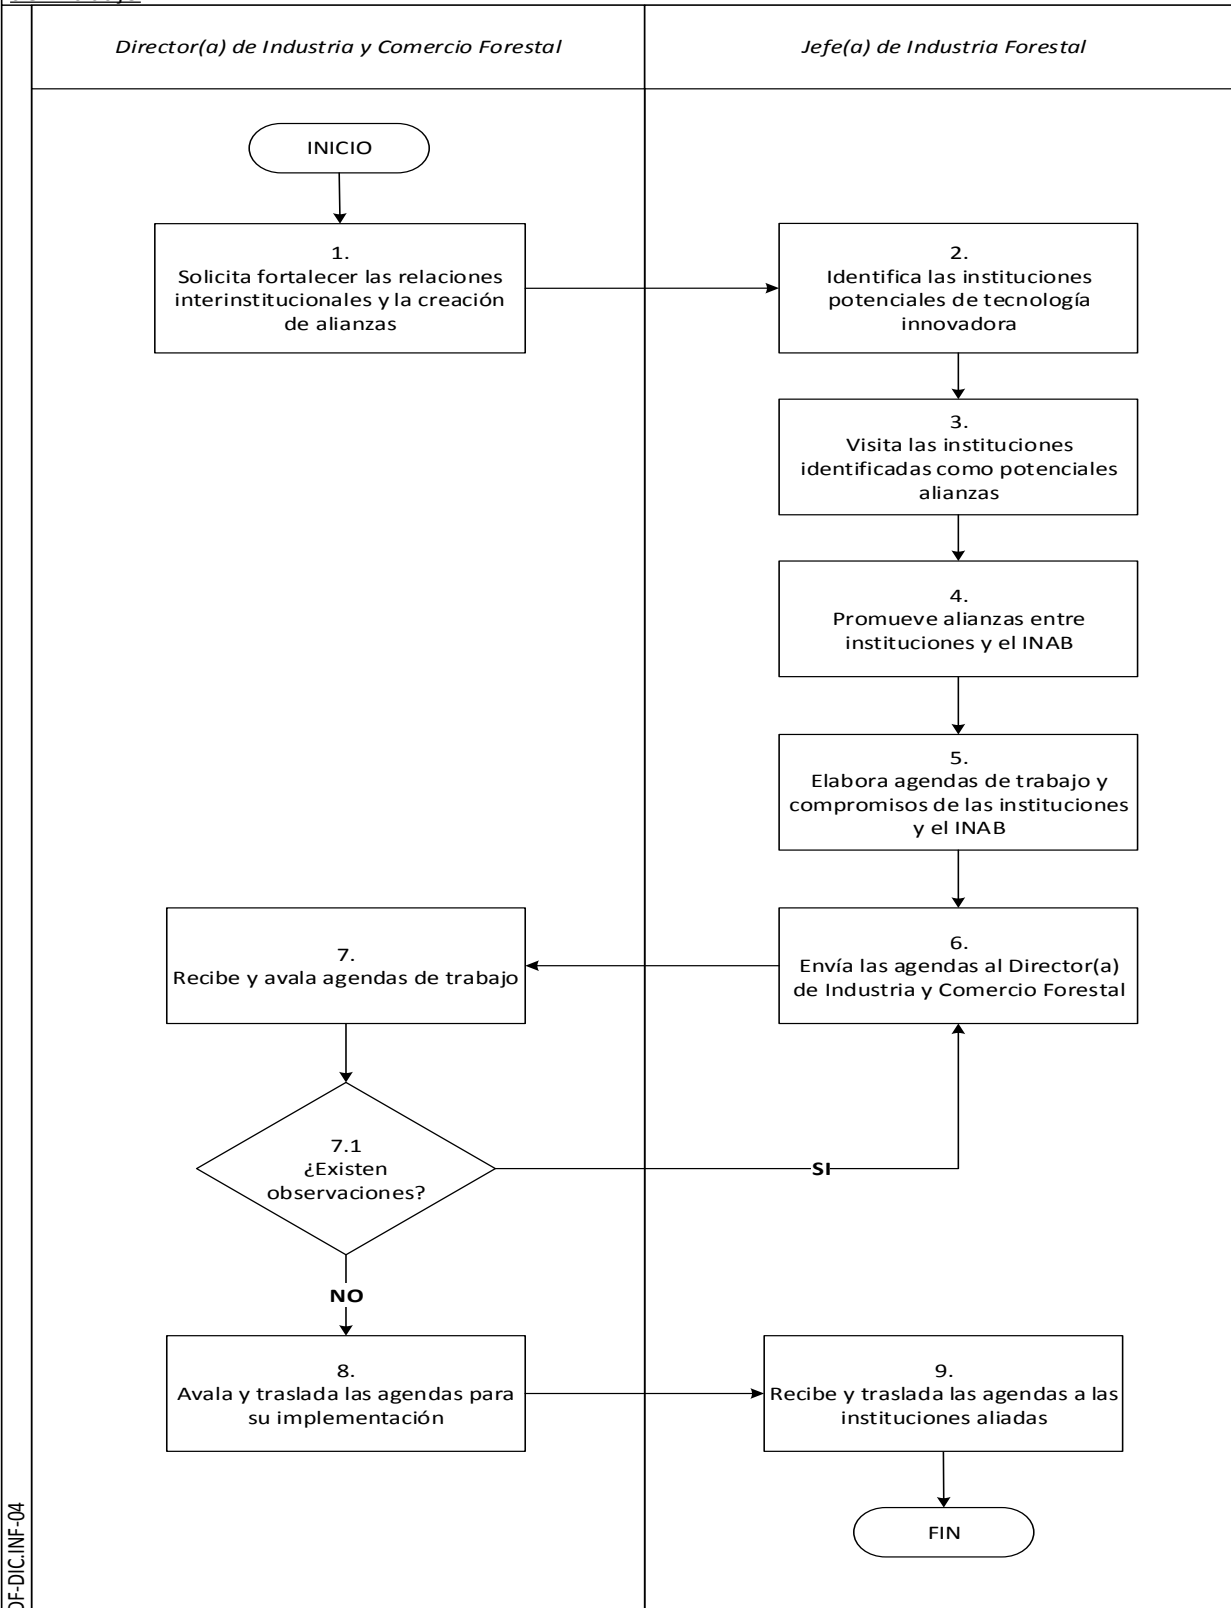 Director(a) de Industria y Comercio Forestal
Jefe(a) de Industria Forestal
INICIO
1.
Solicita fortalecer las relaciones
interinstitucionales y la creación
de alianzas
2.
Identifica las instituciones
potenciales de tecnología
innovadora
3.
Visita las instituciones
identificadas como potenciales
alianzas
4.
Promueve alianzas entre
instituciones y el INAB
5.
Elabora agendas de trabajo y
compromisos de las instituciones
y el INAB
6.
Envía las agendas al Director(a)
de Industria y Comercio Forestal
7.
Recibe y avala agendas de trabajo
7.1
¿Existen
observaciones?
SI
NO
8.
Avala y traslada las agendas para
su implementación
9.
Recibe y traslada las agendas a las
instituciones aliadas
FIN
DF-DIC.INF-04